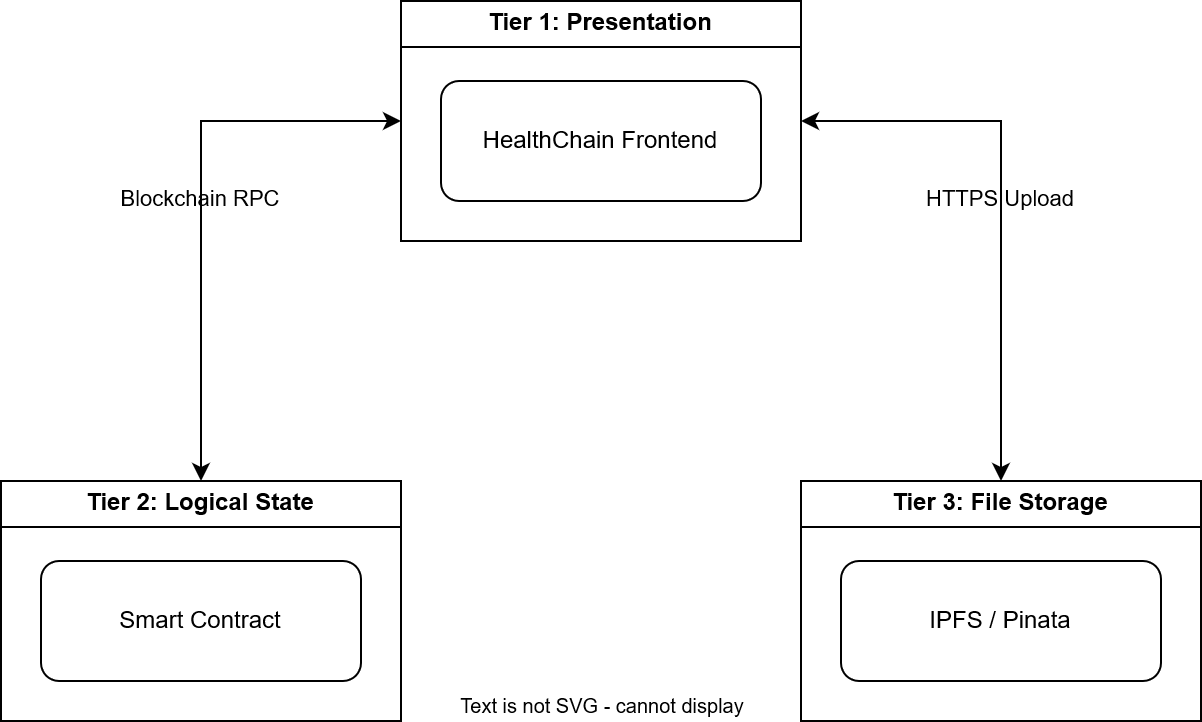 Tier 1: Presentation
HealthChain Frontend
Blockchain RPC
HTTPS Upload
Tier 2: Logical State
Smart Contract
Tier 3: File Storage
IPFS / Pinata
Text is not SVG - cannot display